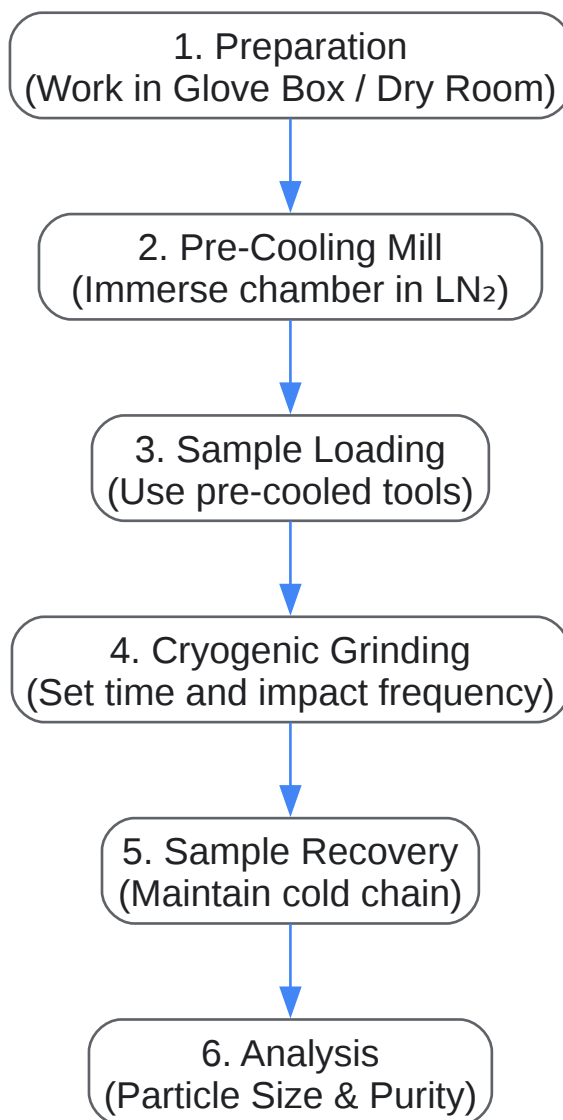 1. Preparation
(Work in Glove Box / Dry Room)
2. Pre-Cooling Mill
(Immerse chamber in LN₂)
3. Sample Loading
(Use pre-cooled tools)
4. Cryogenic Grinding
(Set time and impact frequency)
5. Sample Recovery
(Maintain cold chain)
6. Analysis
(Particle Size & Purity)